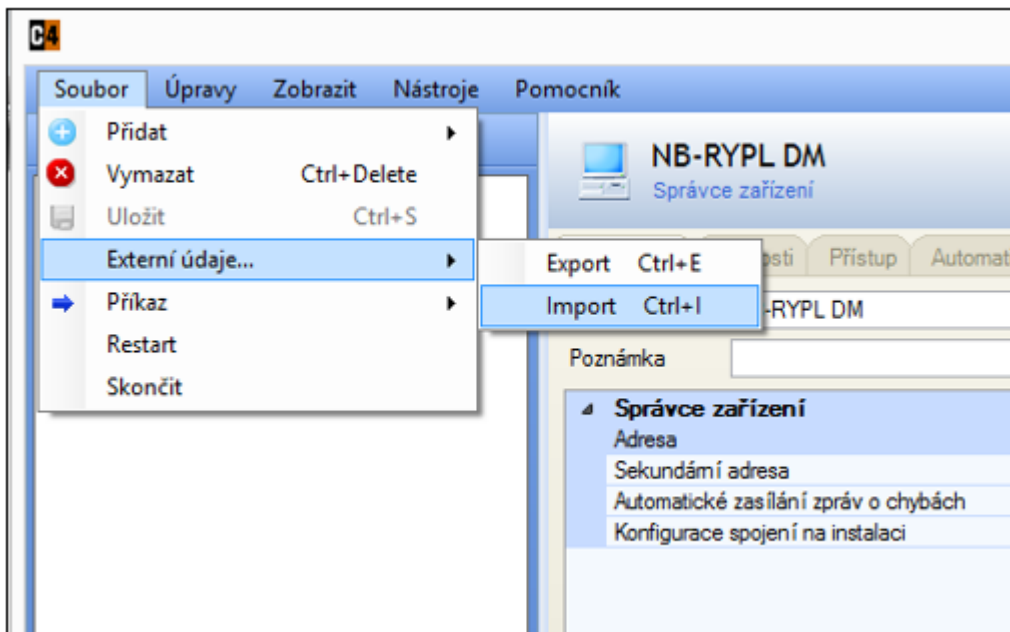 C4
Soubor Úpravy Zobrazit Nástroje Pomocník
Přidat
Vymazat Ctrl+Delete
Uložit Ctrl+S
Externí údaje...
Příkaz
Restart
Skončit
Export Ctrl+E
Import Ctrl+I
NB-RYPL DM
Správce zařízení
Přístup
-RYPL DM
Poznámka
Správce zařízení
Adresa
Sekundární adresa
Automatické zasílání zpráv o chybách
Konfigurace spojení na instalaci